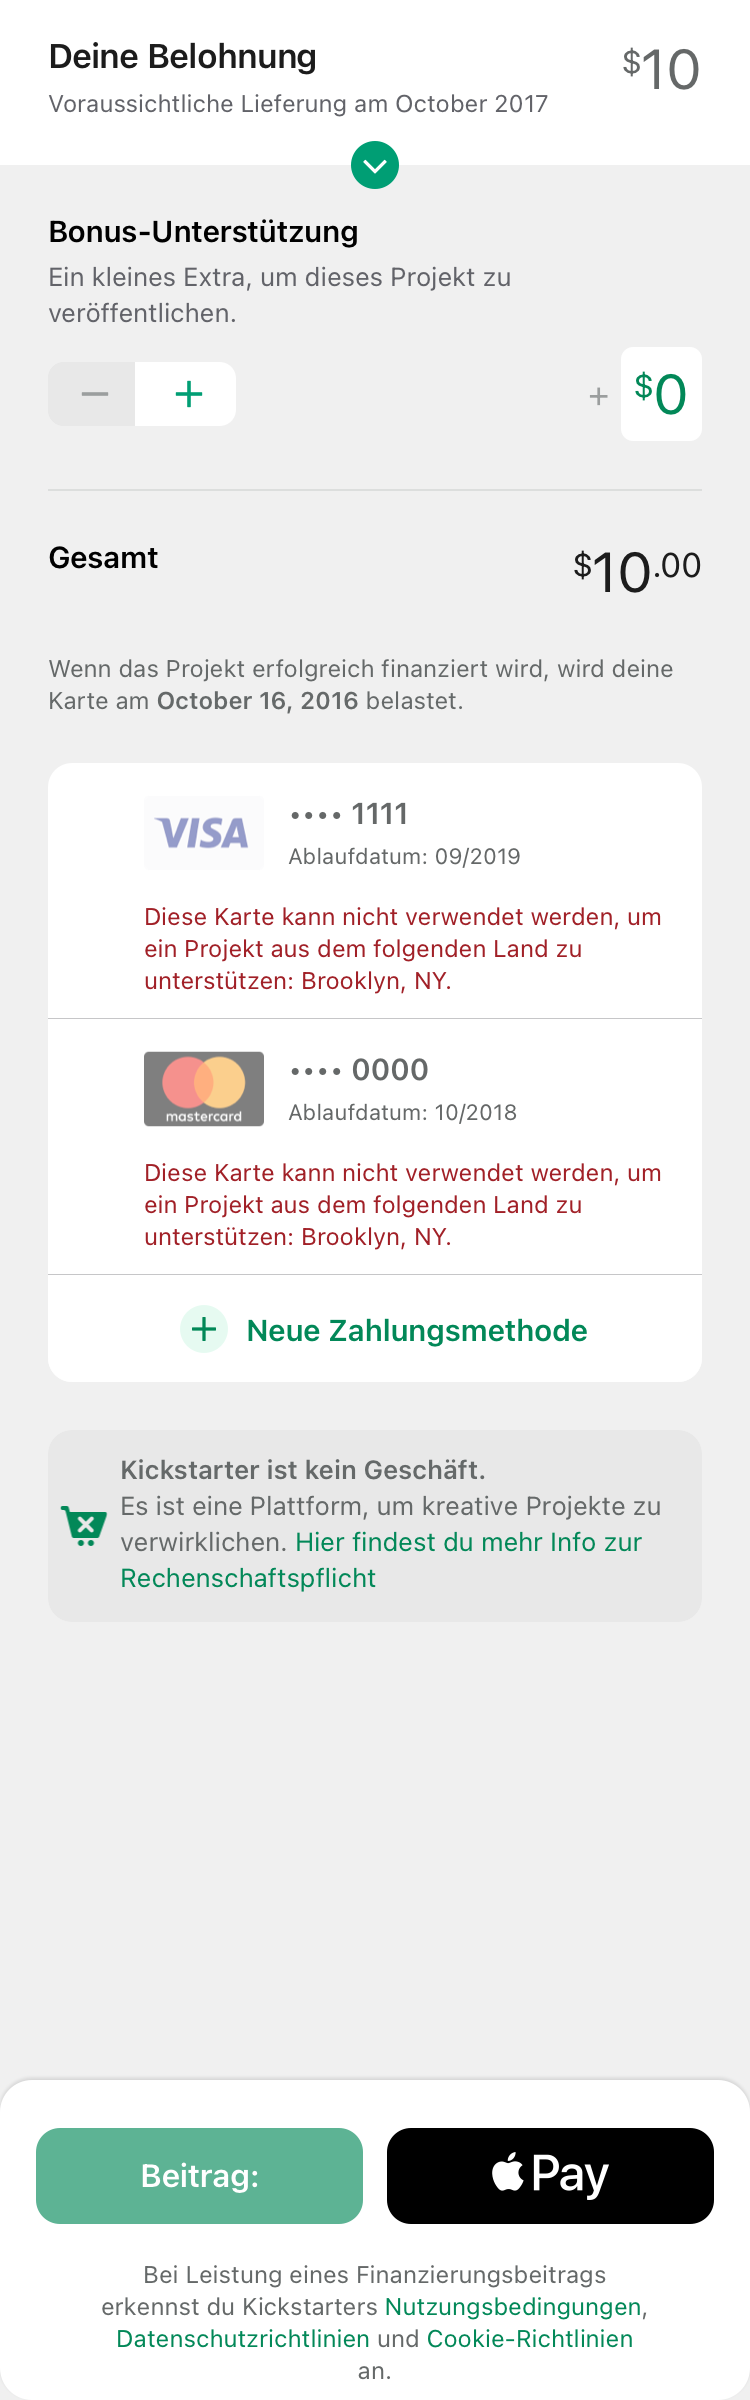 Deine Belohnung
$10
Voraussichtliche Lieferung am October 2017
Bonus-Unterstützung
Ein kleines Extra, um dieses Projekt zu
veröffentlichen.
− + + $0
Gesamt
$10.00
Wenn das Projekt erfolgreich finanziert wird, wird deine
Karte am October 16, 2016 belastet.
VISA
•••• 1111
Ablaufdatum: 09/2019
Diese Karte kann nicht verwendet werden, um
ein Projekt aus dem folgenden Land zu
unterstützen: Brooklyn, NY.
mastercard
•••• 0000
Ablaufdatum: 10/2018
Diese Karte kann nicht verwendet werden, um
ein Projekt aus dem folgenden Land zu
unterstützen: Brooklyn, NY.
+ Neue Zahlungsmethode
Kickstarter ist kein Geschäft.
Es ist eine Plattform, um kreative Projekte zu
verwirklichen. Hier findest du mehr Info zur
Rechenschaftspflicht
Beitrag:
Pay
Bei Leistung eines Finanzierungsbeitrags
erkennst du Kickstarters Nutzungsbedingungen,
Datenschutzrichtlinien und Cookie-Richtlinien
an.